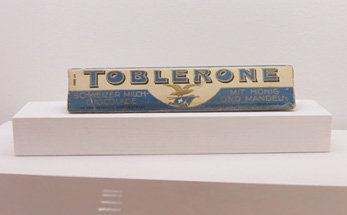 TOBLERONE
SCHWEIZER MILCH-
CHOCOLADE
MIT HONIG
UND MANDELN